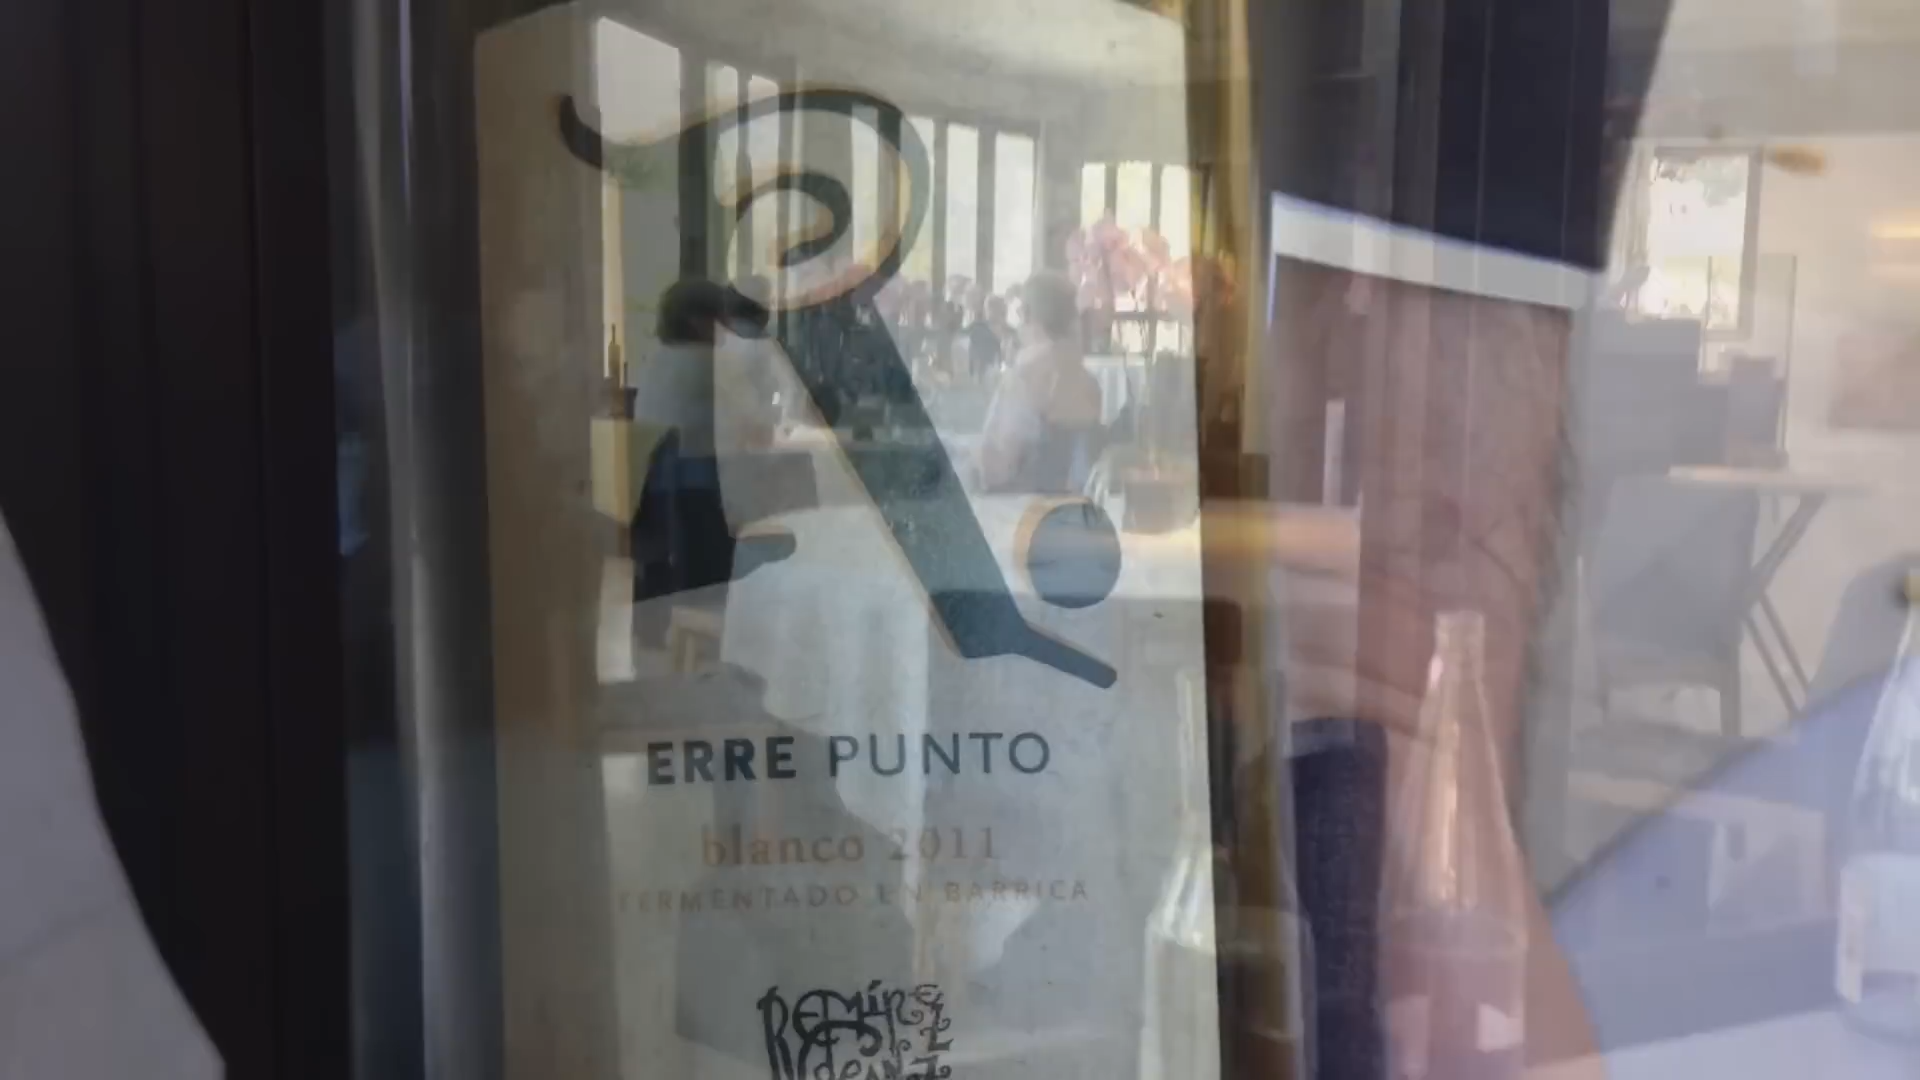 R.
ERRE PUNTO
blanco 2011
FERMENTADO EN BARRICA